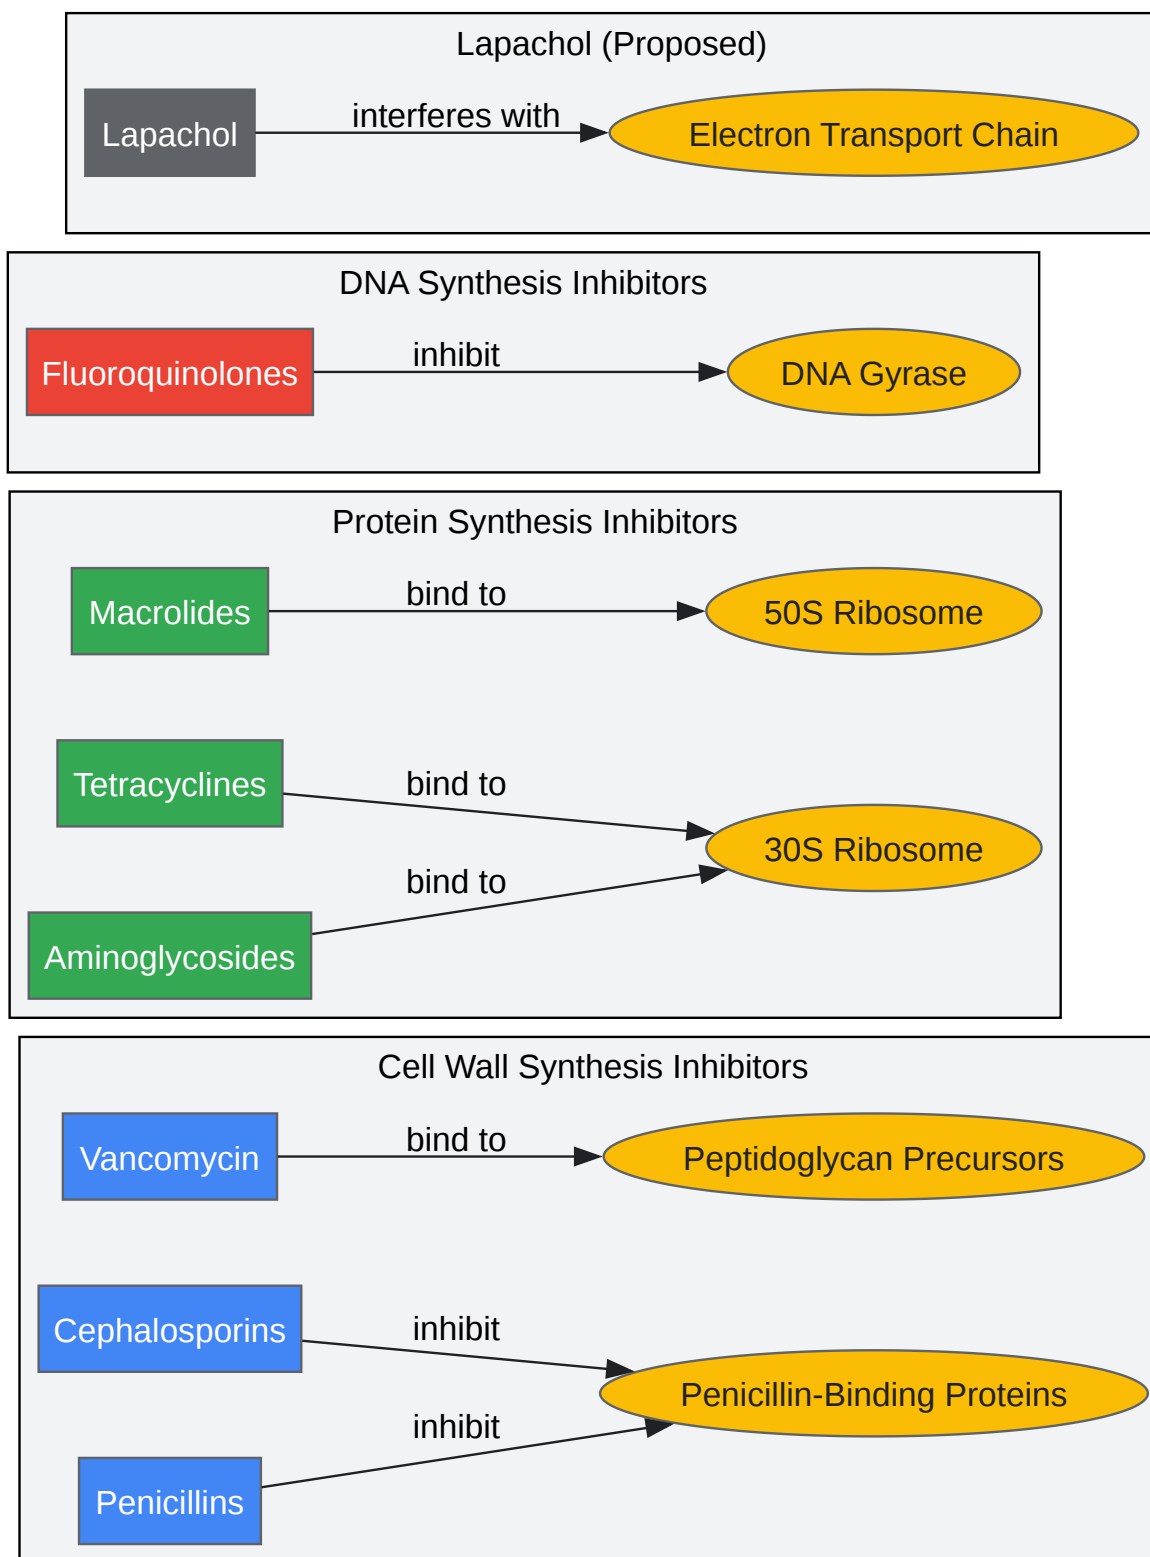 Lapachol (Proposed)
Lapachol
interferes with
Electron Transport Chain
DNA Synthesis Inhibitors
Fluoroquinolones
inhibit
DNA Gyrase
Protein Synthesis Inhibitors
Macrolides
bind to
50S Ribosome
Tetracyclines
bind to
30S Ribosome
bind to
Aminoglycosides
Cell Wall Synthesis Inhibitors
Vancomycin
bind to
Peptidoglycan Precursors
Cephalosporins
inhibit
Penicillin-Binding Proteins
inhibit
Penicillins